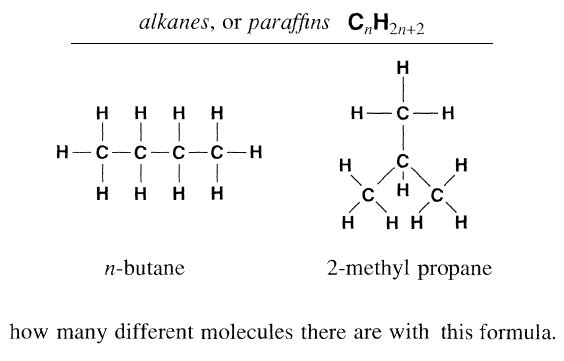 alkanes, or paraffins CnH2n+2
H
H H H H
H—C—H
H—C—C—C—C—H
H C H
H H H H
C H C
H H H H
n-butane 2-methyl propane
how many different molecules there are with this formula.